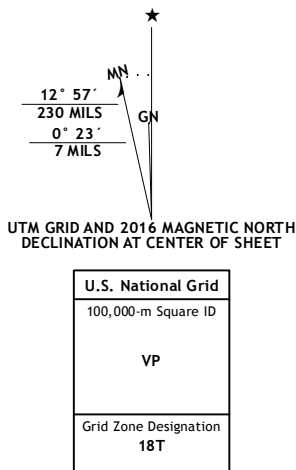 ★
MN
GN
12° 57´
230 MILS
0° 23´
7 MILS
UTM GRID AND 2016 MAGNETIC NORTH
DECLINATION AT CENTER OF SHEET
U.S. National Grid
100,000-m Square ID
VP
Grid Zone Designation
18T